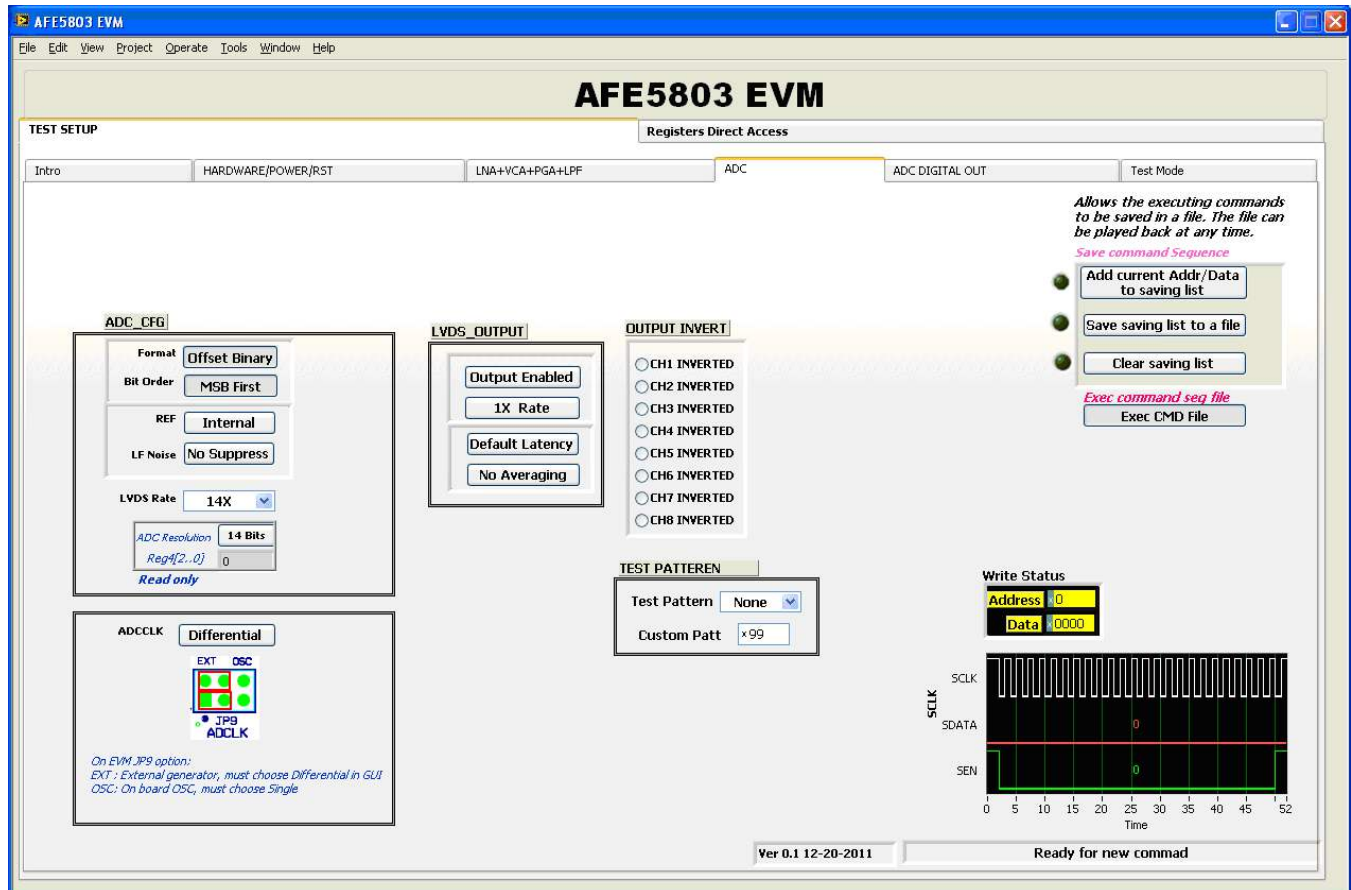 AFE5803 EVM
File Edit View Project Operate Tools Window Help
AFE5803 EVM
TEST SETUP
Registers Direct Access
Intro
HARDWARE/POWER/RST
LNA+VCA+PGA+LPF
ADC
ADC DIGITAL OUT
Test Mode
Allows the executing commands
to be saved in a file. The file can
be played back at any time.
Save command Sequence
Add current Addr/Data
to saving list
Save saving list to a file
Clear saving list
Exec command seq file
Exec CMD File
ADC_CFG
Format Offset Binary
Bit Order MSB First
REF Internal
LF Noise No Suppress
LVDS Rate 14X
ADC Resolution 14 Bits
Reg4[2..0] 0
Read only
LVDS_OUTPUT
Output Enabled
1X Rate
Default Latency
No Averaging
OUTPUT INVERT
CH1 INVERTED
CH2 INVERTED
CH3 INVERTED
CH4 INVERTED
CH5 INVERTED
CH6 INVERTED
CH7 INVERTED
CH8 INVERTED
TEST PATTEREN
Test Pattern None
Custom Patt x99
ADCCLK Differential
EXT OSC
JP9
ADCLK
On EVM JP9 option:
EXT : External generator, must choose Differential in GUI
OSC: On board OSC, must choose Single
Write Status
Address x0
Data x0000
SCLK
SCLK
SDATA 0
SEN 0
0 5 10 15 20 25 30 35 40 45 52
Time
Ver 0.1 12-20-2011
Ready for new commad